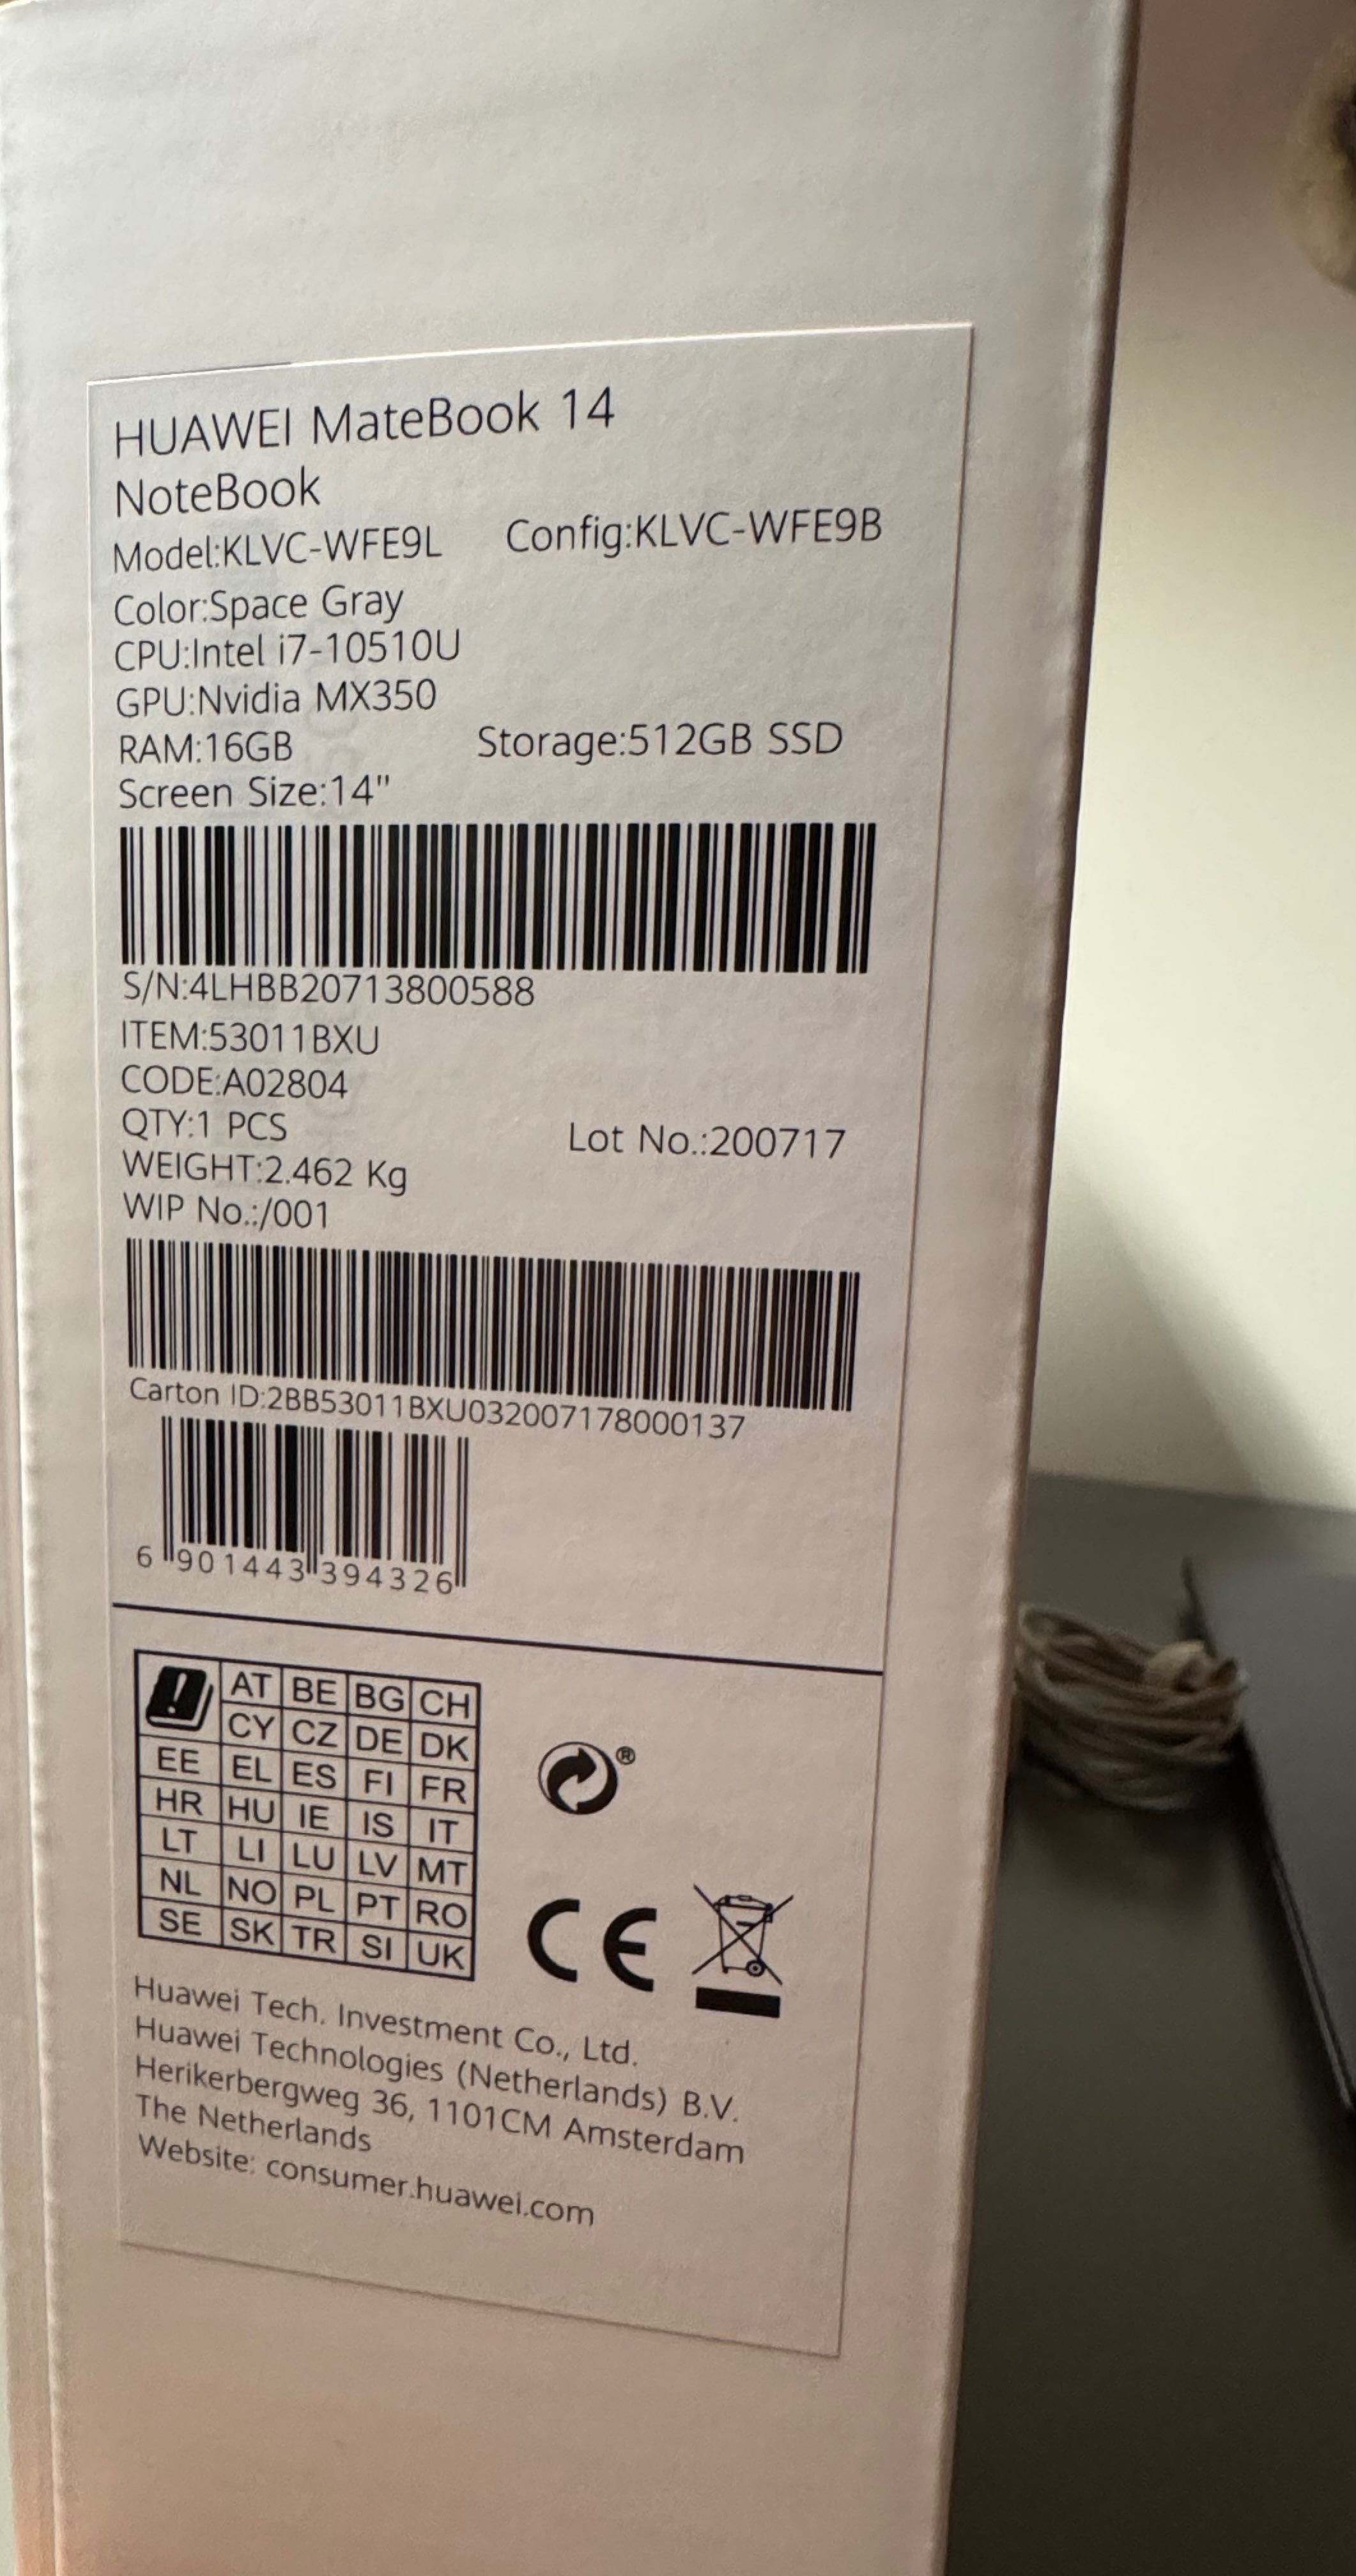 HUAWEI MateBook 14
NoteBook
Model:KLVC-WFE9L Config:KLVC-WFE9B
Color:Space Gray
CPU:Intel i7-10510U
GPU:Nvidia MX350
RAM:16GB Storage:512GB SSD
Screen Size:14"
S/N:4LHBB20713800588
ITEM:53011BXU
CODE:A02804
QTY:1 PCS Lot No.:200717
WEIGHT:2.462 Kg
WIP No.:/001
Carton ID:2BB53011BXU032007178000137
6 901443 394326
! AT BE BG CH
CY CZ DE DK
EE EL ES FI FR
HR HU IE IS IT
LT LI LU LV MT
NL NO PL PT RO
SE SK TR SI UK
®
CE
Huawei Tech. Investment Co., Ltd.
Huawei Technologies (Netherlands) B.V.
Herikerbergweg 36, 1101CM Amsterdam
The Netherlands
Website: consumer.huawei.com